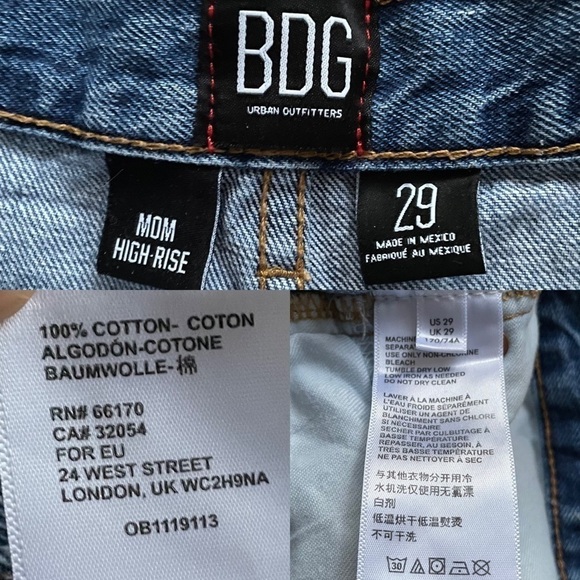 BDG
URBAN OUTFITTERS
MOM
HIGH-RISE
29
MADE IN MEXICO
FABRIQUÉ AU MEXIQUE
100% COTTON- COTON
ALGODÓN-COTONE
BAUMWOLLE-棉
RN# 66170
CA# 32054
FOR EU
24 WEST STREET
LONDON, UK WC2H9NA
OB1119113
US 29
UK 29
170/74A
MACHINE
SEPARA
USE ONLY NON-CHLORINE
BLEACH
TUMBLE DRY LOW
LOW IRON AS NEEDED
DO NOT DRY CLEAN
LAVER À LA MACHINE À
L'EAU FROIDE SÉPARÉMENT
UTILISER UN AGENT DE
BLANCHIMENT SANS CHLORE
SI NÉCESSAIRE
SÉCHER PAR CULBUTAGE À
BASSE TEMPÉRATURE
REPASSER, AU BESOIN, À
TRÈS BASSE TEMPÉRATURE
NE PAS NETTOYER À SEC
与其他衣物分开用冷
水机洗仅使用无氯漂
白剂
低温烘干低温熨烫
不可干洗
30